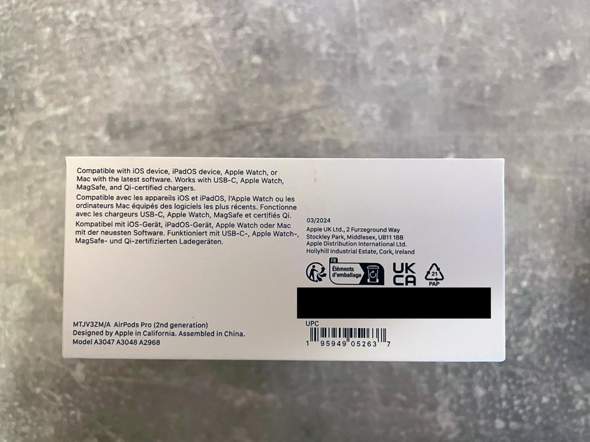 Compatible with iOS device, iPadOS device, Apple Watch, or
Mac with the latest software. Works with USB-C, Apple Watch,
MagSafe, and Qi-certified chargers.
Compatible avec les appareils iOS et iPadOS, l'Apple Watch ou les
ordinateurs Mac équipés des logiciels les plus récents. Fonctionne
avec les chargeurs USB-C, Apple Watch, MagSafe et certifiés Qi.
Kompatibel mit iOS-Gerät, iPadOS-Gerät, Apple Watch oder Mac
mit der neuesten Software. Funktioniert mit USB-C-, Apple Watch-,
MagSafe- und Qi-zertifizierten Ladegeräten.
MTJV3ZM/A AirPods Pro (2nd generation)
Designed by Apple in California. Assembled in China.
Model A3047 A3048 A2968
03/2024
Apple UK Ltd., 2 Furzeground Way
Stockley Park, Middlesex, UB11 1BB
Apple Distribution International Ltd.
Hollyhill Industrial Estate, Cork, Ireland
FR
Éléments
d'emballage
UK
CA
21
PAP
UPC
1 95949 05263 7